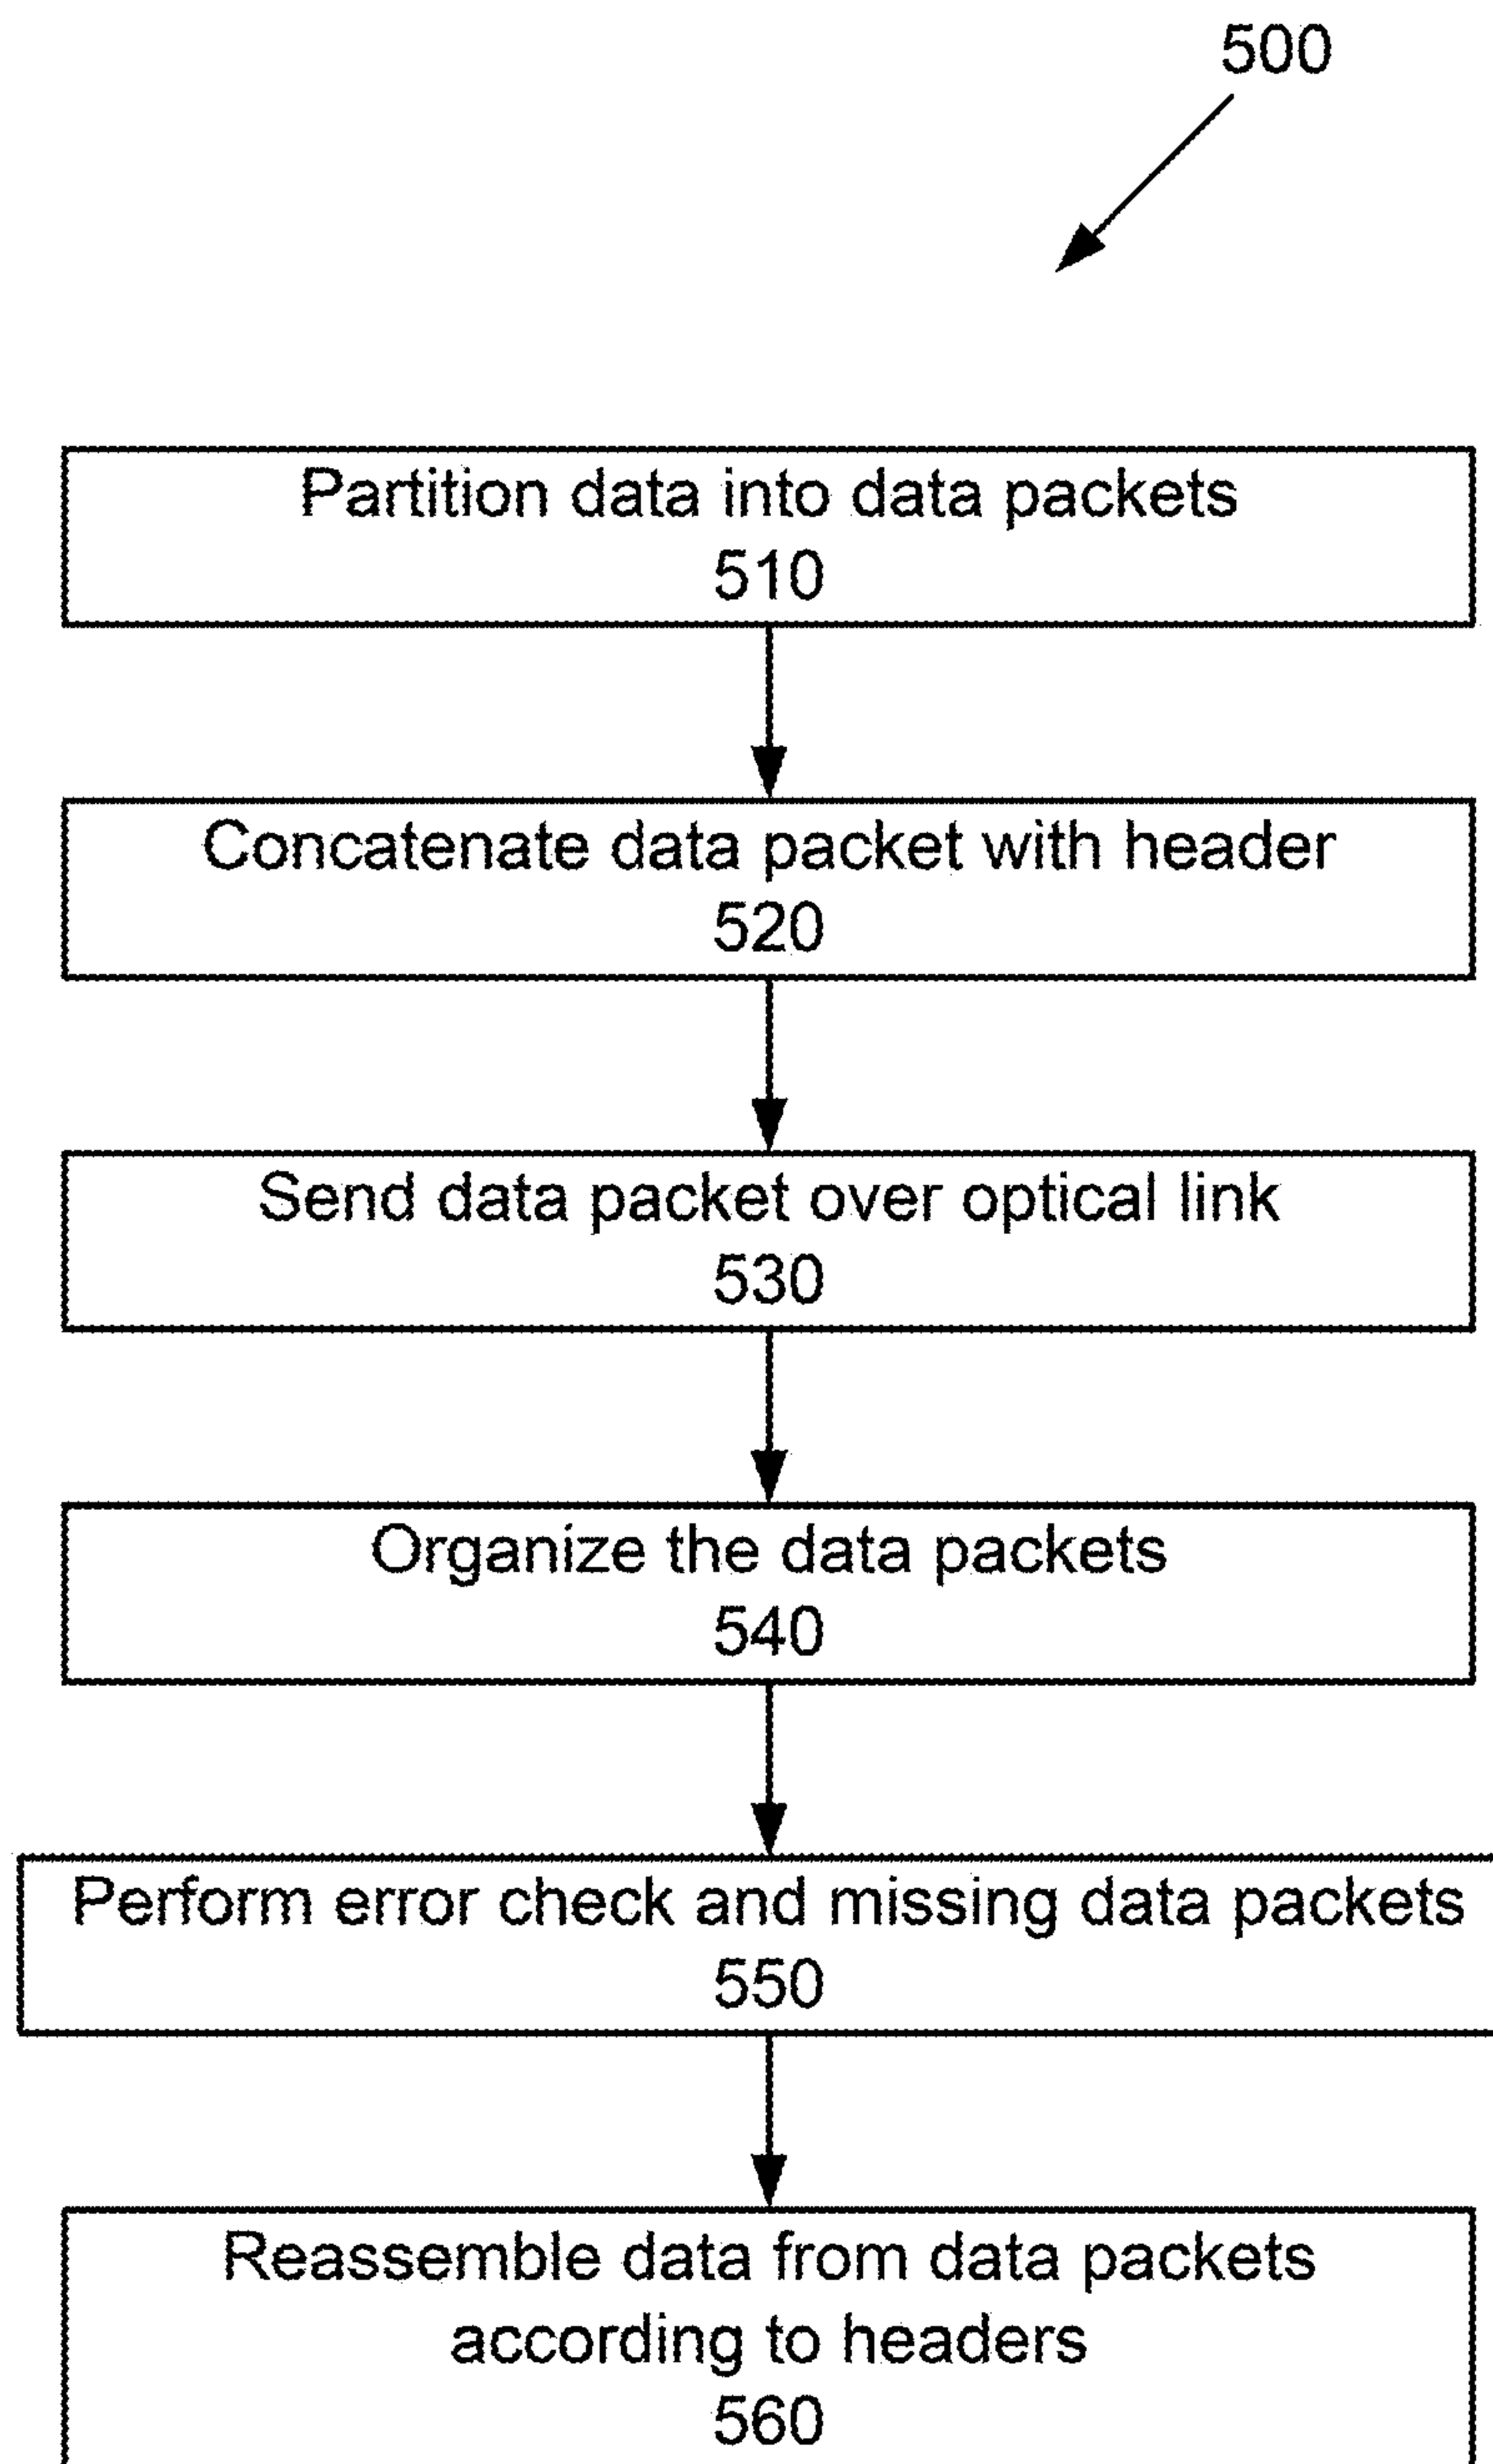 500
Partition data into data packets
510
Concatenate data packet with header
520
Send data packet over optical link
530
Organize the data packets
540
Perform error check and missing data packets
550
Reassemble data from data packets
according to headers
560